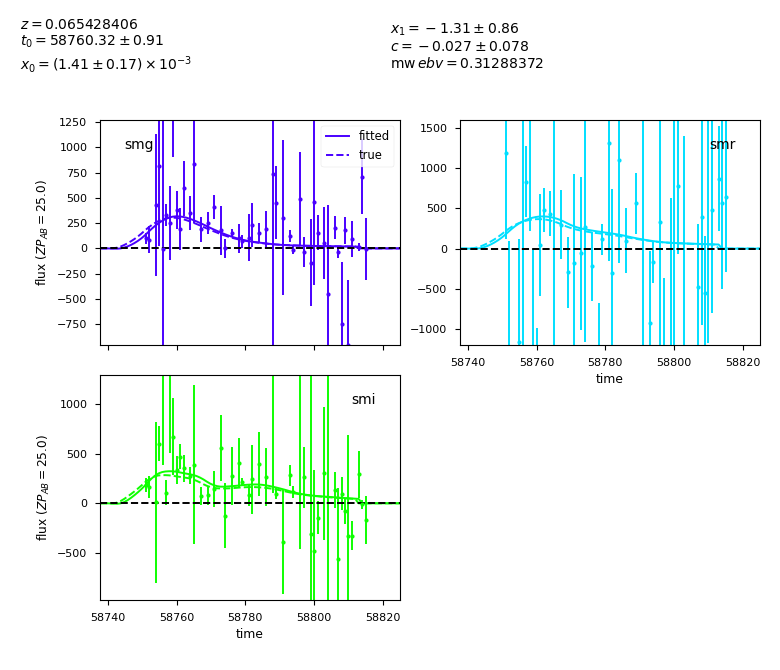 z = 0.065428406
t₀ = 58760.32 ± 0.91
x₀ = (1.41 ± 0.17) × 10⁻³
x₁ = −1.31 ± 0.86
c = −0.027 ± 0.078
mw ebv = 0.31288372
smg
fitted
true
1250
1000
750
500
250
0
−250
−500
−750
flux (ZP_AB = 25.0)
smr
1500
1000
500
0
−500
−1000
58740 58760 58780 58800 58820
time
smi
1000
500
0
−500
flux (ZP_AB = 25.0)
58740 58760 58780 58800 58820
time